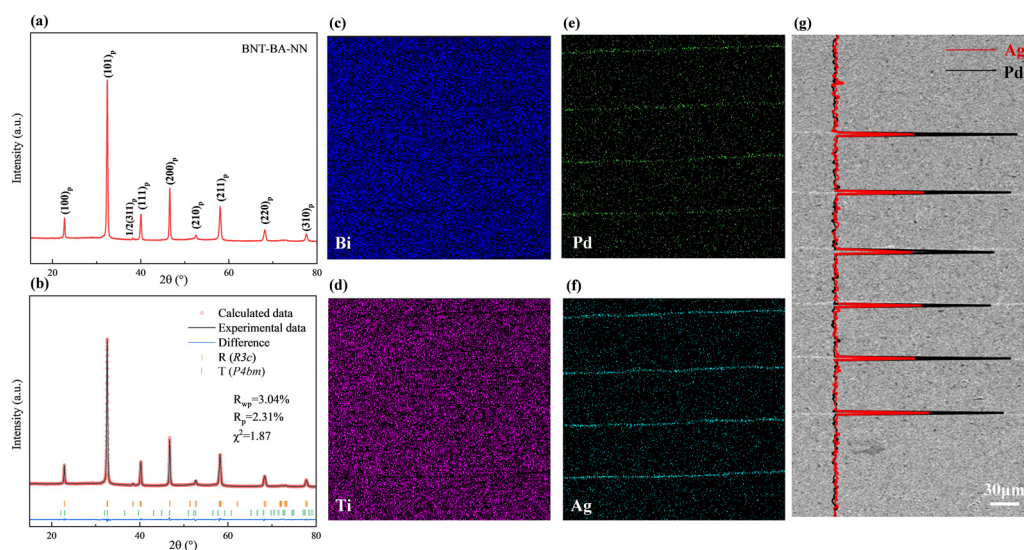 (a)
BNT-BA-NN
Intensity (a.u.)
(100)p
(101)p
1/2(311)p
(111)p
(200)p
(210)p
(211)p
(220)p
(310)p
20 40 60 80
2θ (°)
(b)
Calculated data
Experimental data
Difference
R (R3c)
T (P4bm)
Rwp=3.04%
Rp=2.31%
χ²=1.87
Intensity (a.u.)
20 40 60 80
2θ (°)
(c)
Bi
(d)
Ti
(e)
Pd
(f)
Ag
(g)
Ag
Pd
30μm